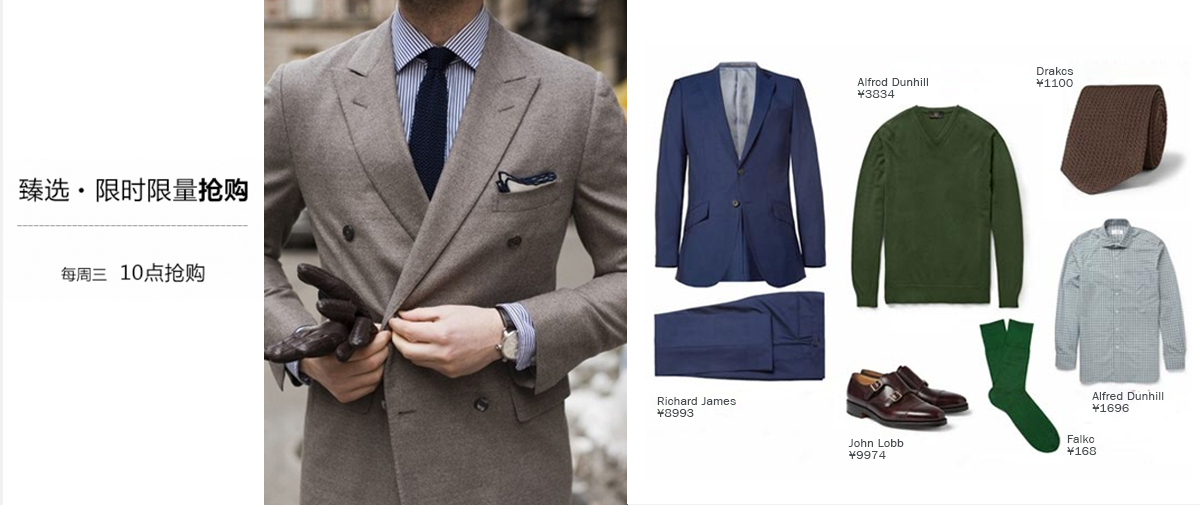 臻选·限时限量抢购
每周三 10点抢购
Alfred Dunhill
¥3834
Drakes
¥1100
Richard James
¥8993
John Lobb
¥9974
Alfred Dunhill
¥1696
Falke
¥168